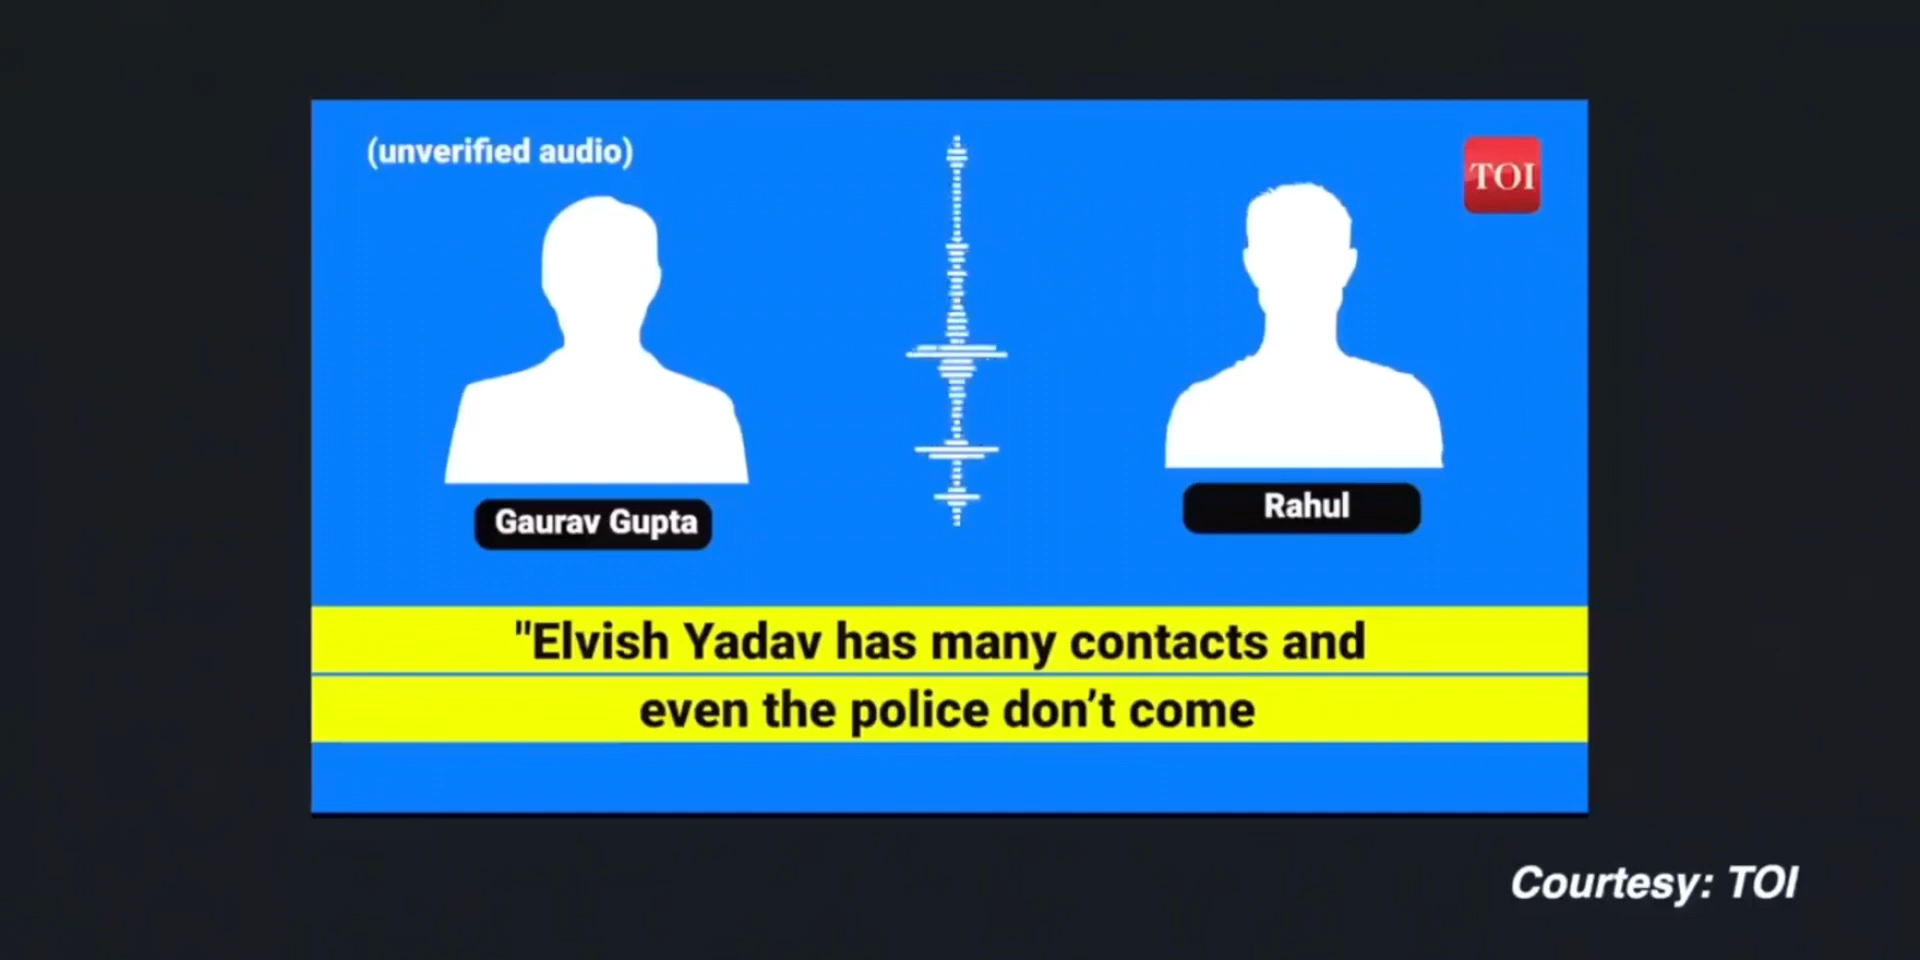 (unverified audio)
TOI
Gaurav Gupta
Rahul
"Elvish Yadav has many contacts and
even the police don’t come
Courtesy: TOI